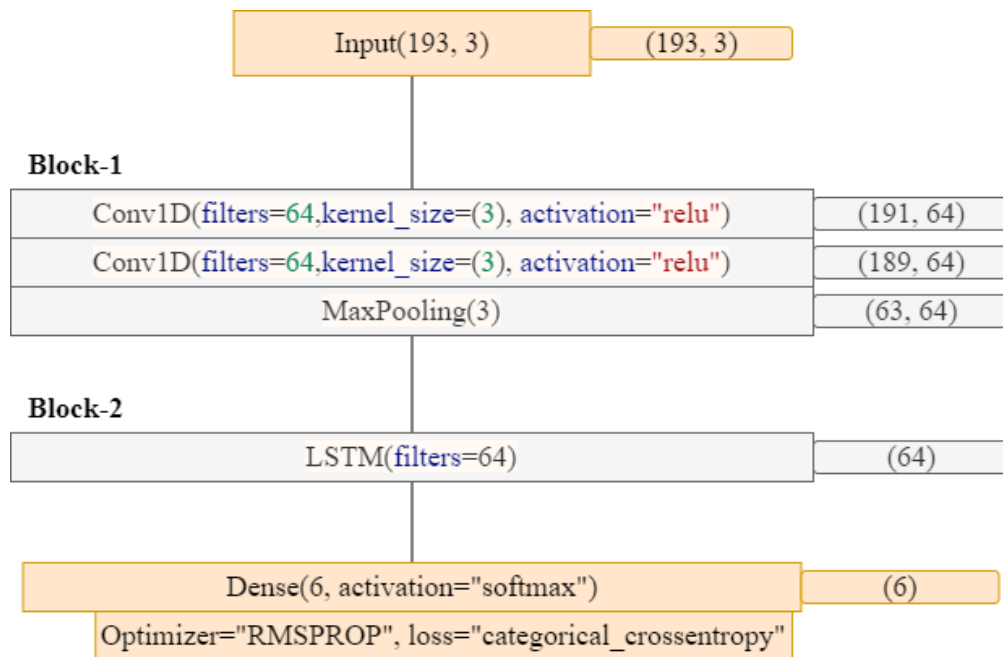 Input(193, 3) (193, 3)
Block-1
Conv1D(filters=64,kernel_size=(3), activation="relu") (191, 64)
Conv1D(filters=64,kernel_size=(3), activation="relu") (189, 64)
MaxPooling(3) (63, 64)
Block-2
LSTM(filters=64) (64)
Dense(6, activation="softmax") (6)
Optimizer="RMSPROP", loss="categorical_crossentropy"